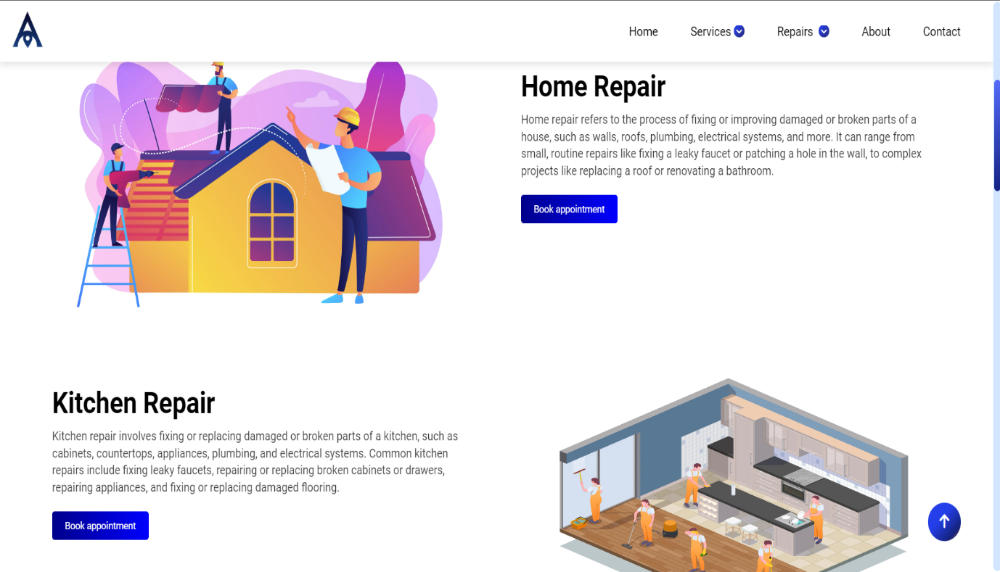 Home Services Repairs About Contact
Home Repair
Home repair refers to the process of fixing or improving damaged or broken parts of a
house, such as walls, roofs, plumbing, electrical systems, and more. It can range from
small, routine repairs like fixing a leaky faucet or patching a hole in the wall, to complex
projects like replacing a roof or renovating a bathroom.
Book appointment
Kitchen Repair
Kitchen repair involves fixing or replacing damaged or broken parts of a kitchen, such as
cabinets, countertops, appliances, plumbing, and electrical systems. Common kitchen
repairs include fixing leaky faucets, repairing or replacing broken cabinets or drawers,
repairing appliances, and fixing or replacing damaged flooring.
Book appointment